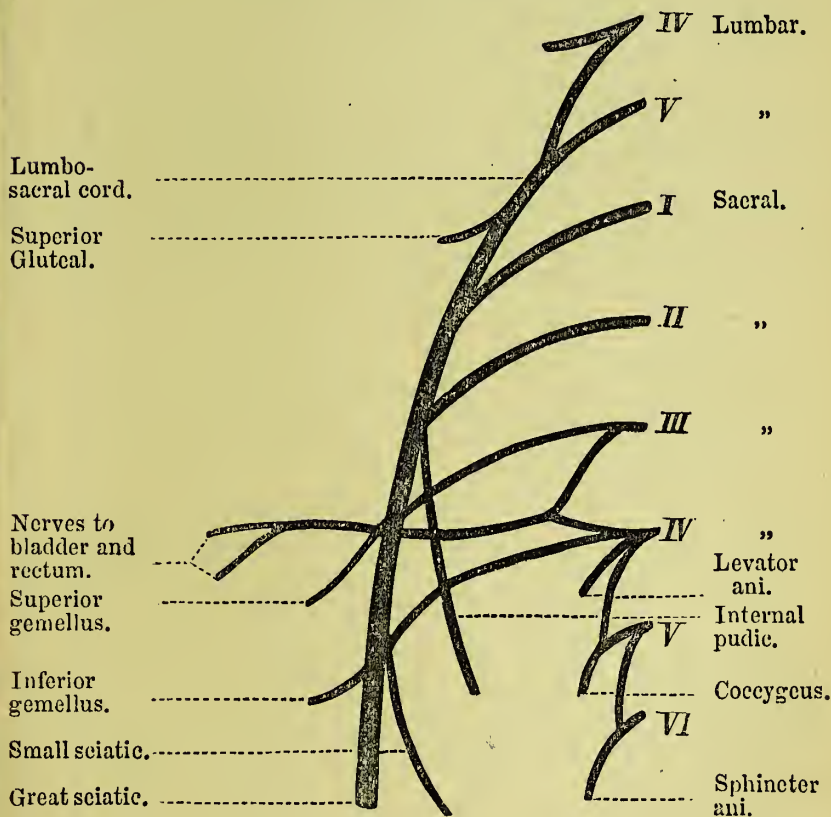 IV Lumbar.
V „
Lumbo-
sacral cord.
I Sacral.
Superior
Gluteal.
II „
III „
Nerves to
bladder and
rectum.
IV „
Levator
ani.
Superior
gemellus.
Internal
pudic.
V
Inferior
gemellus.
Coccygeus.
VI
Small sciatic.
Great sciatic.
Sphincter
ani.